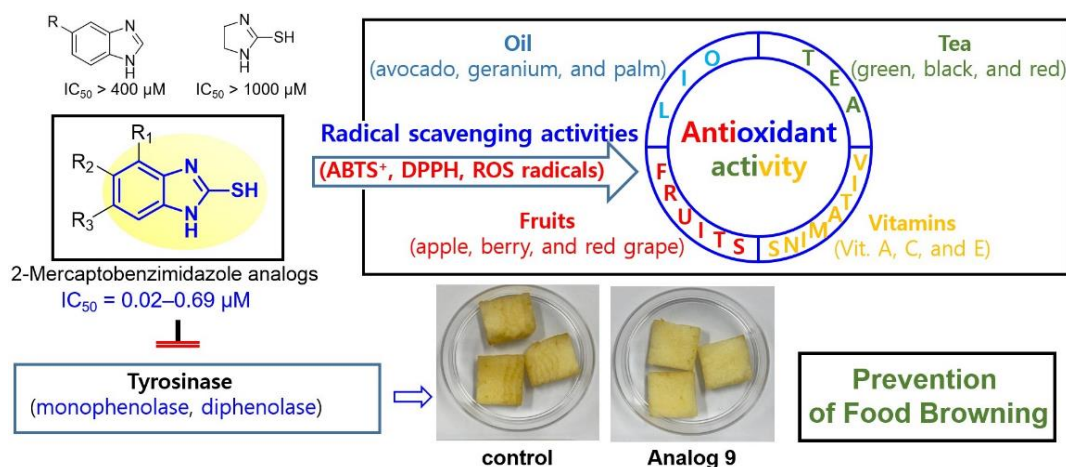 R
N
N
H
IC₅₀ > 400 μM
N
SH
N
H
IC₅₀ > 1000 μM
R₁
R₂
R₃
N
SH
N
H
2-Mercaptobenzimidazole analogs
IC₅₀ = 0.02–0.69 μM
Oil
(avocado, geranium, and palm)
Tea
(green, black, and red)
Radical scavenging activities
(ABTS⁺, DPPH, ROS radicals)
Fruits
(apple, berry, and red grape)
Vitamins
(Vit. A, C, and E)
OIL
TEA
FRUITS
VITAMINS
Antioxidant
activity
Tyrosinase
(monophenolase, diphenolase)
control
Analog 9
Prevention
of Food Browning